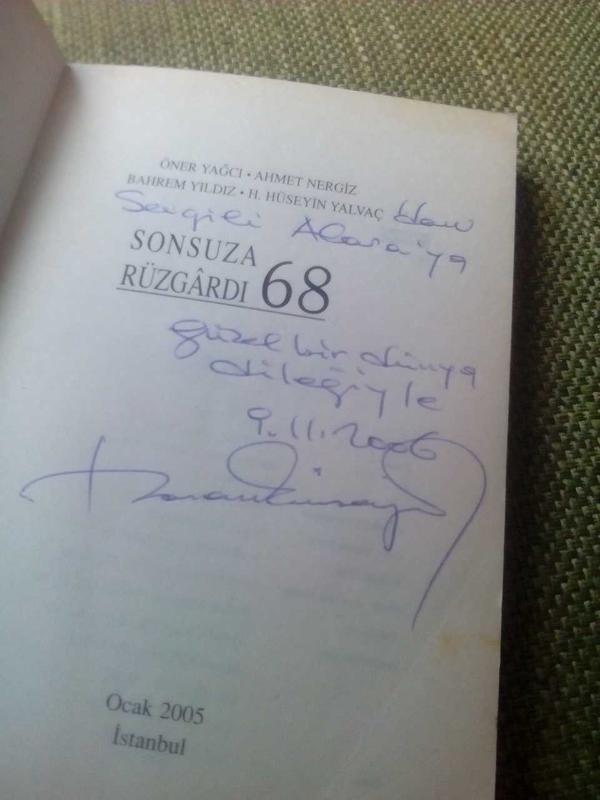 ÖNER YAĞCI • AHMET NERGİZ
BAHREM YILDIZ • H. HÜSEYİN YALVAÇ
Sevgili Alara'ya
SONSUZA
RÜZGÂRDI 68
güzel bir dünya
dileğiyle
9.11.2006
Ocak 2005
İstanbul